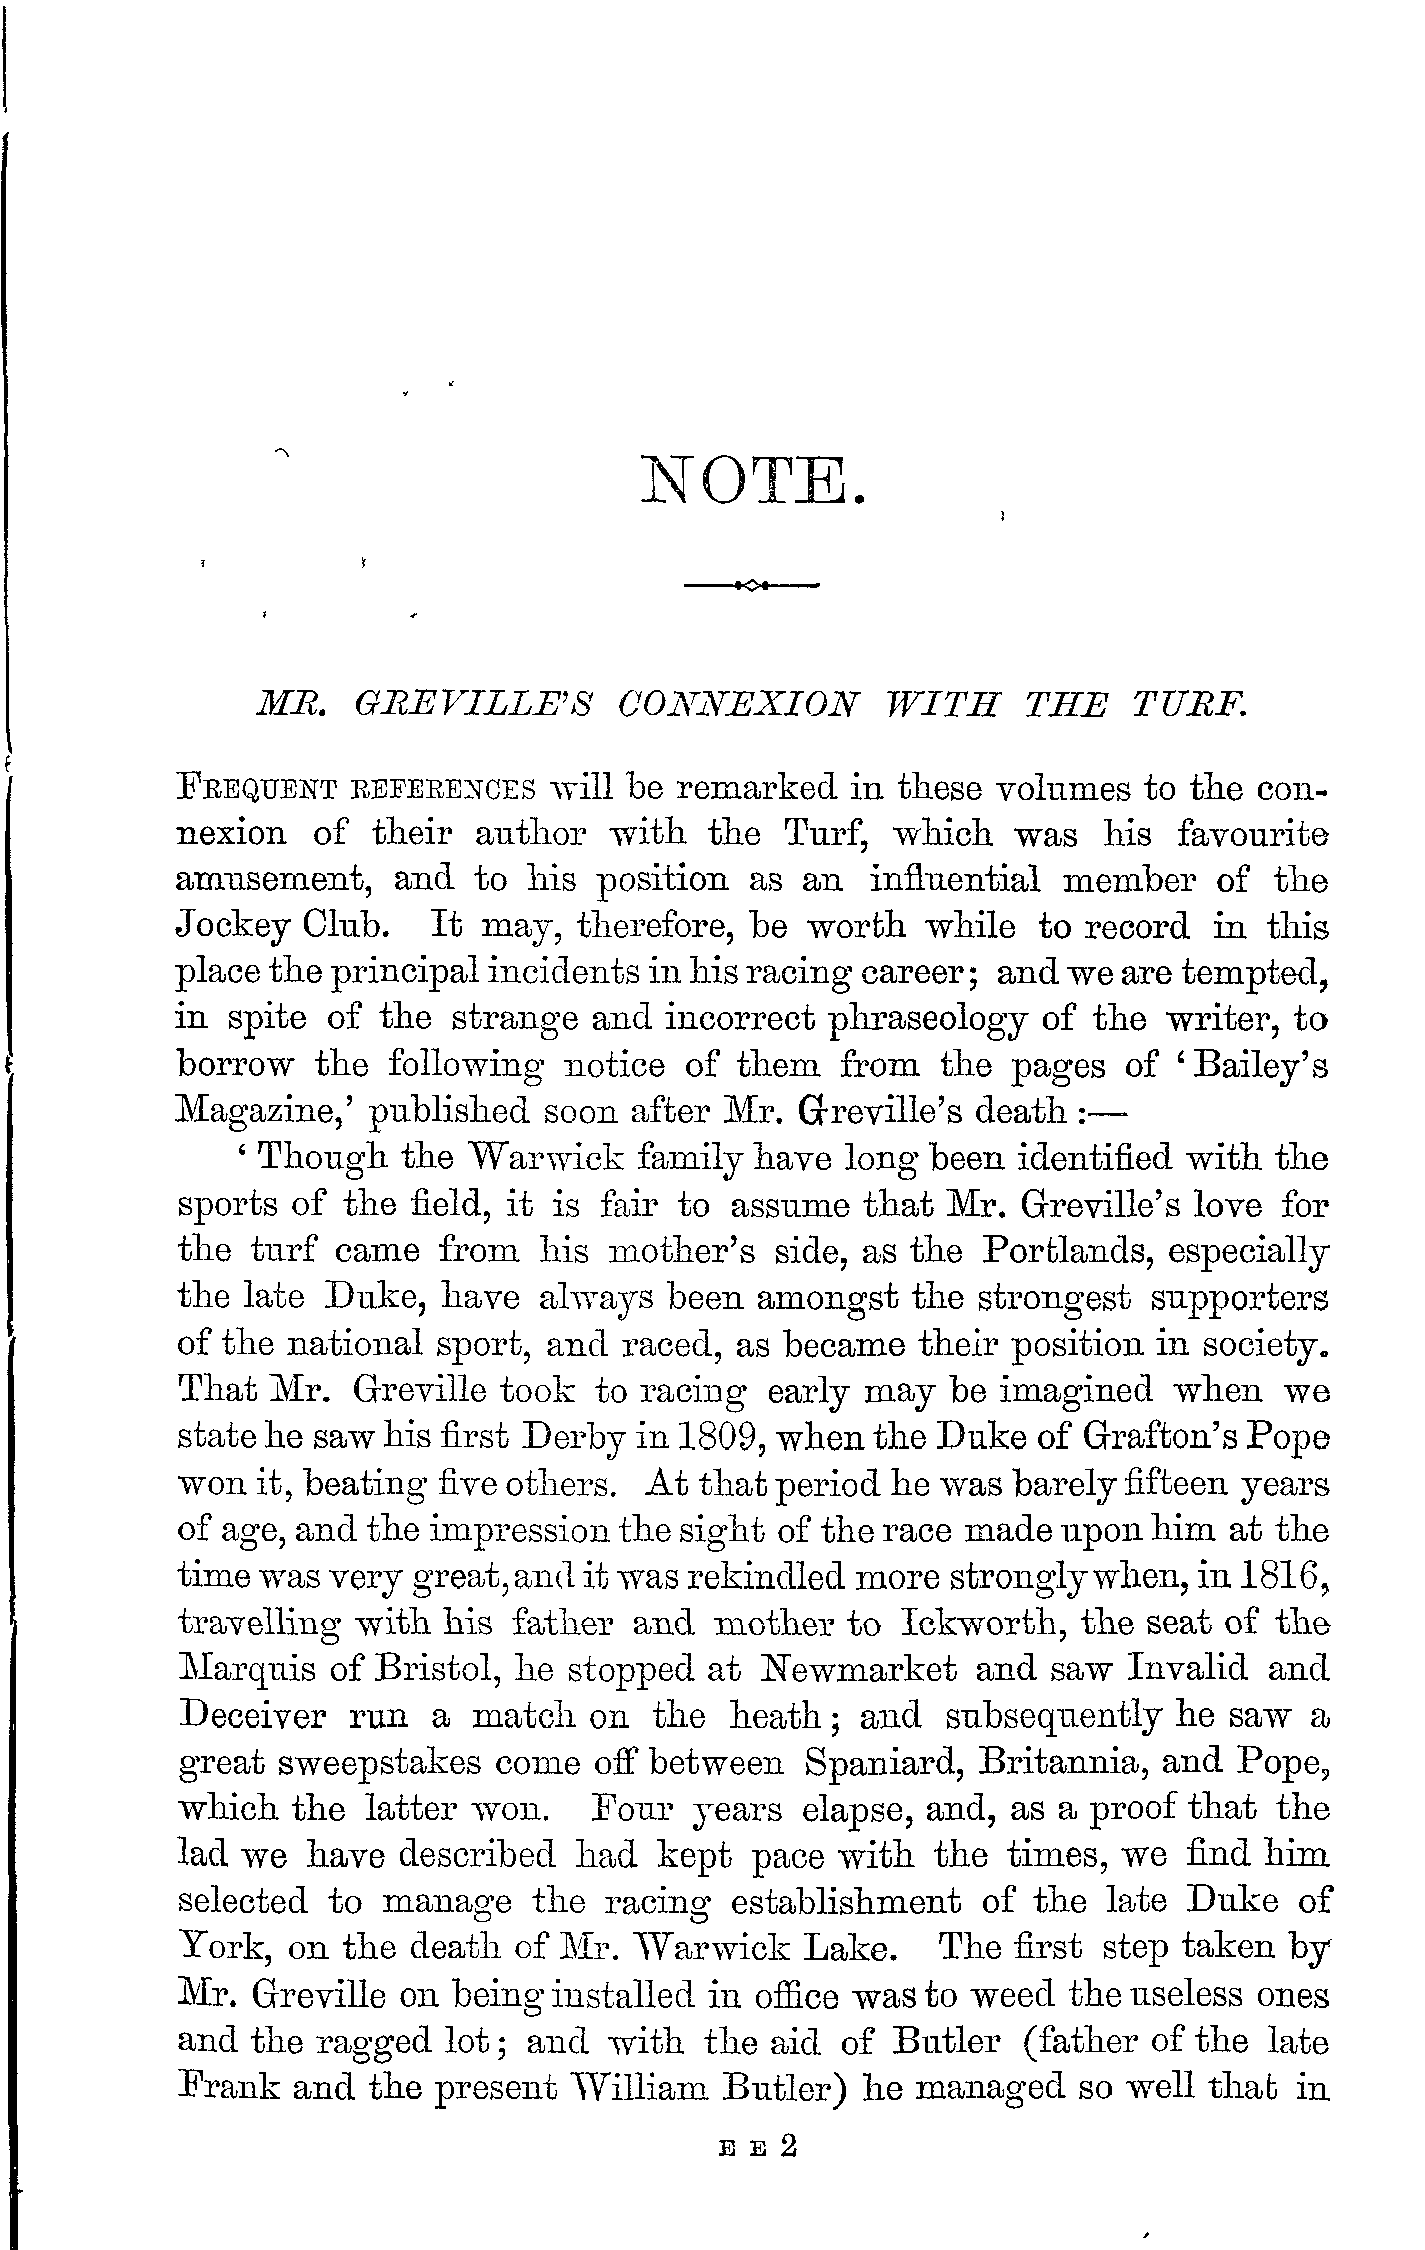 NOTE.
MR. GREVILLE'S CONNEXION WITH THE TURF.
FREQUENT REFERENCES will be remarked in these volumes to the con-
nexion of their author with the Turf, which was his favourite
amusement, and to his position as an influential member of the
Jockey Club. It may, therefore, be worth while to record in this
place the principal incidents in his racing career; and we are tempted,
in spite of the strange and incorrect phraseology of the writer, to
borrow the following notice of them from the pages of ‘Bailey's
Magazine,’ published soon after Mr. Greville's death:—
‘Though the Warwick family have long been identified with the
sports of the field, it is fair to assume that Mr. Greville's love for
the turf came from his mother's side, as the Portlands, especially
the late Duke, have always been amongst the strongest supporters
of the national sport, and raced, as became their position in society.
That Mr. Greville took to racing early may be imagined when we
state he saw his first Derby in 1809, when the Duke of Grafton's Pope
won it, beating five others. At that period he was barely fifteen years
of age, and the impression the sight of the race made upon him at the
time was very great, and it was rekindled more strongly when, in 1816,
travelling with his father and mother to Ickworth, the seat of the
Marquis of Bristol, he stopped at Newmarket and saw Invalid and
Deceiver run a match on the heath; and subsequently he saw a
great sweepstakes come off between Spaniard, Britannia, and Pope,
which the latter won. Four years elapse, and, as a proof that the
lad we have described had kept pace with the times, we find him
selected to manage the racing establishment of the late Duke of
York, on the death of Mr. Warwick Lake. The first step taken by
Mr. Greville on being installed in office was to weed the useless ones
and the ragged lot; and with the aid of Butler (father of the late
Frank and the present William Butler) he managed so well that in
E E 2